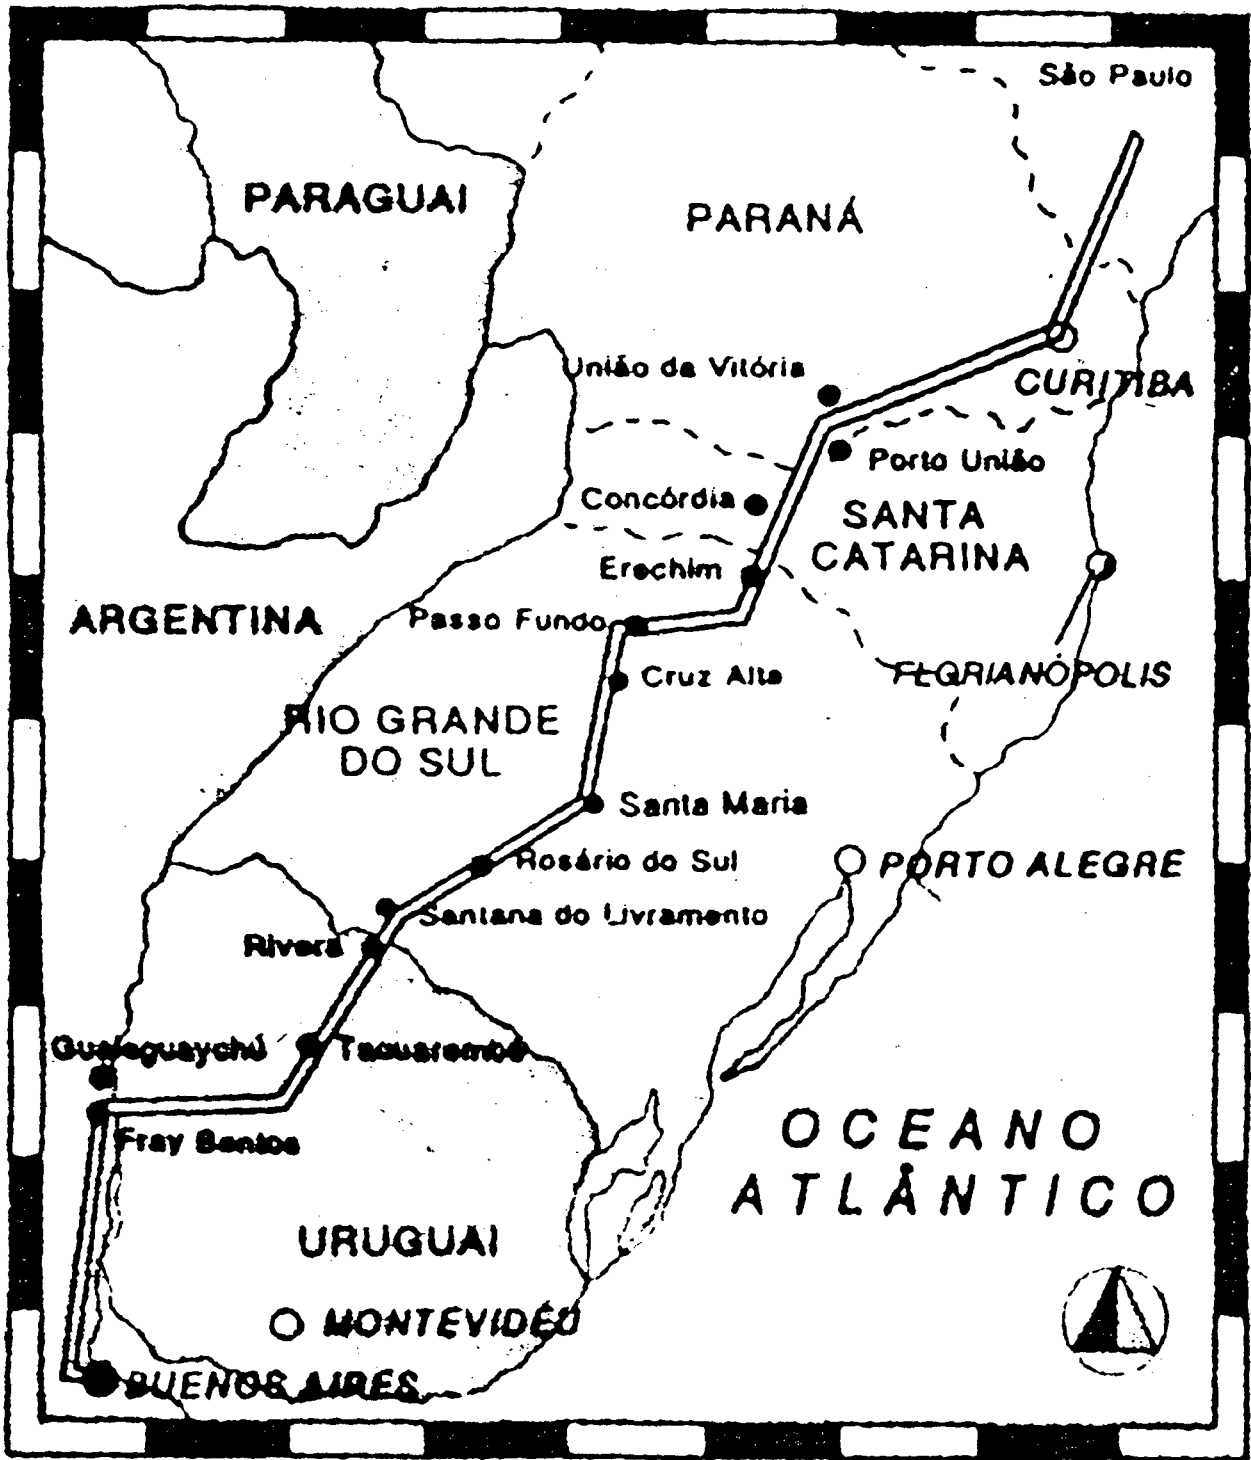 São Paulo
PARAGUAI
PARANÁ
União da Vitória
CURITIBA
Porto União
Concórdia
SANTA
CATARINA
Erechim
ARGENTINA
Passo Fundo
Cruz Alta
FLORIANÓPOLIS
RIO GRANDE
DO SUL
Santa Maria
Rosário do Sul
PORTO ALEGRE
Santana do Livramento
Rivera
Gualeguaychú
Tacuarembó
Fray Bentos
OCEANO
ATLÂNTICO
URUGUAI
MONTEVIDÉO
BUENOS AIRES